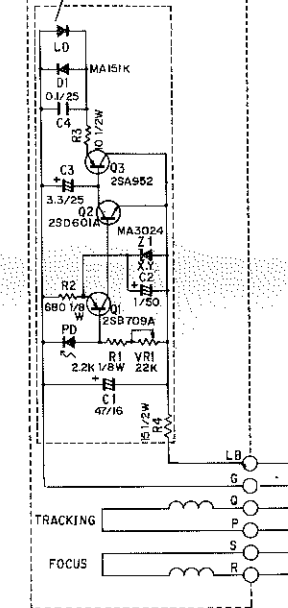 LD
D1
MA151K
0.1/25
C4
R3
10 1/2W
Q3
2SA952
C3
3.3/25
Q2
2SD601A
MA3024
Z1
X.Y
C2
1/50
R2
680 1/8
W
Q1
2SB709A
PD
R1
VR1
2.2K 1/8W
22K
C1
47/16
15 1/2W
R4
LB
G
TRACKING
Q
P
FOCUS
S
R